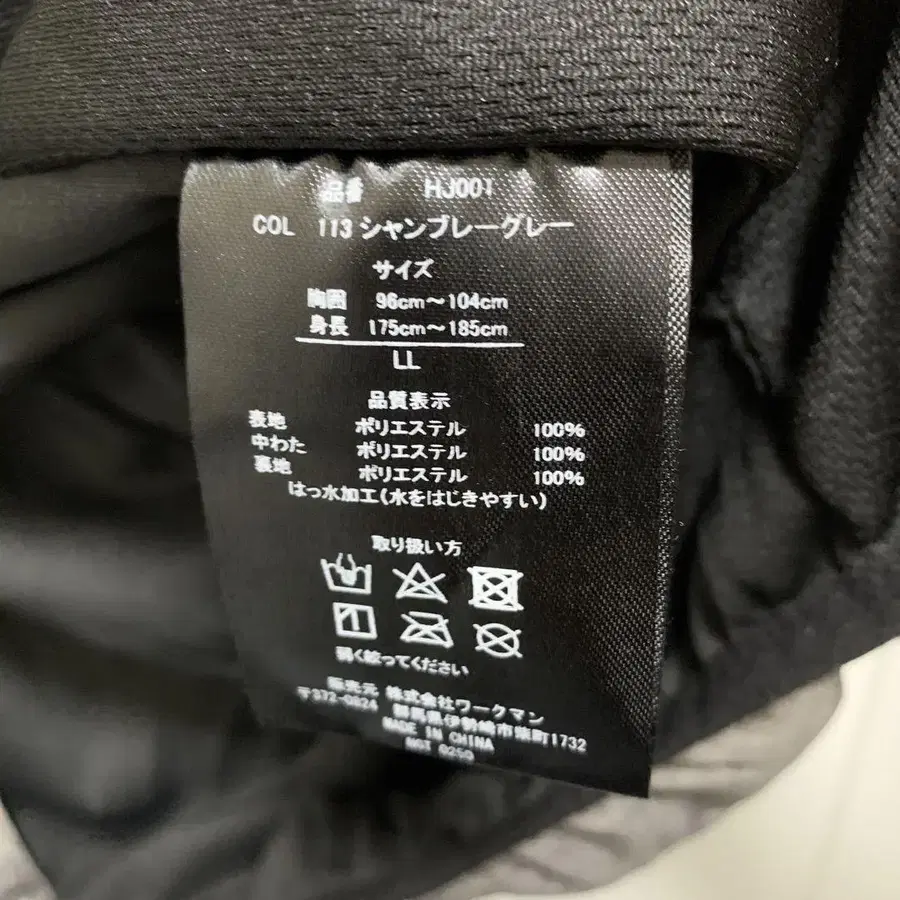 品番 HJ001
COL 113 シャンブレーグレー
サイズ
胸囲 96cm〜104cm
身長 175cm〜185cm
LL
品質表示
表地 ポリエステル 100%
中わた ポリエステル 100%
裏地 ポリエステル 100%
はっ水加工(水をはじきやすい)
取り扱い方
弱く絞ってください
販売元 株式会社ワークマン
〒372-0824 群馬県伊勢崎市柴町1732
MADE IN CHINA